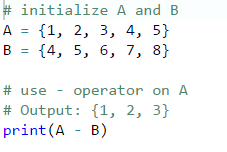 # initialize A and B
A = {1, 2, 3, 4, 5}
B = {4, 5, 6, 7, 8}
# use - operator on A
# Output: {1, 2, 3}
print(A - B)